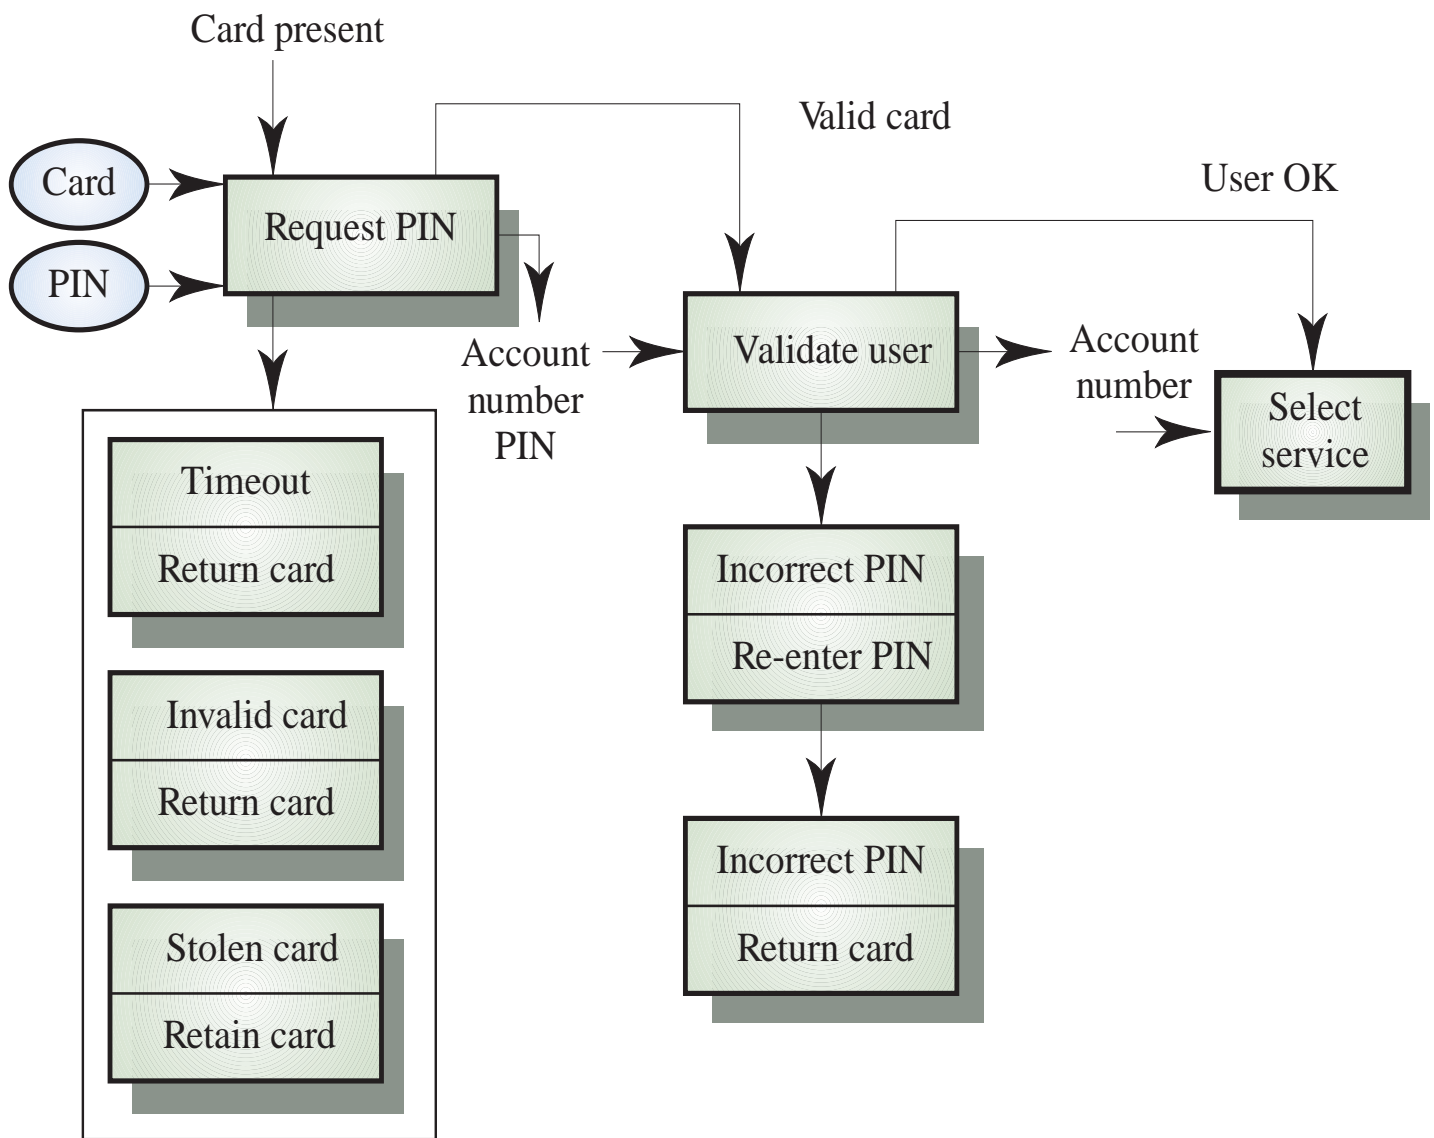 Card present
Valid card
User OK
Card
Request PIN
PIN
Account
number
PIN
Validate user
Account
number
Select
service
Timeout
Return card
Invalid card
Return card
Stolen card
Retain card
Incorrect PIN
Re-enter PIN
Incorrect PIN
Return card